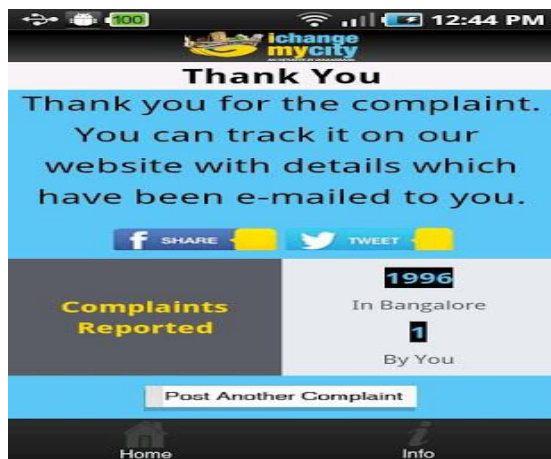 100
12:44 PM
ichange
mycity
Thank You
Thank you for the complaint.
You can track it on our
website with details which
have been e-mailed to you.
f SHARE
TWEET
Complaints
Reported
1996
In Bangalore
1
By You
Post Another Complaint
Home
Info